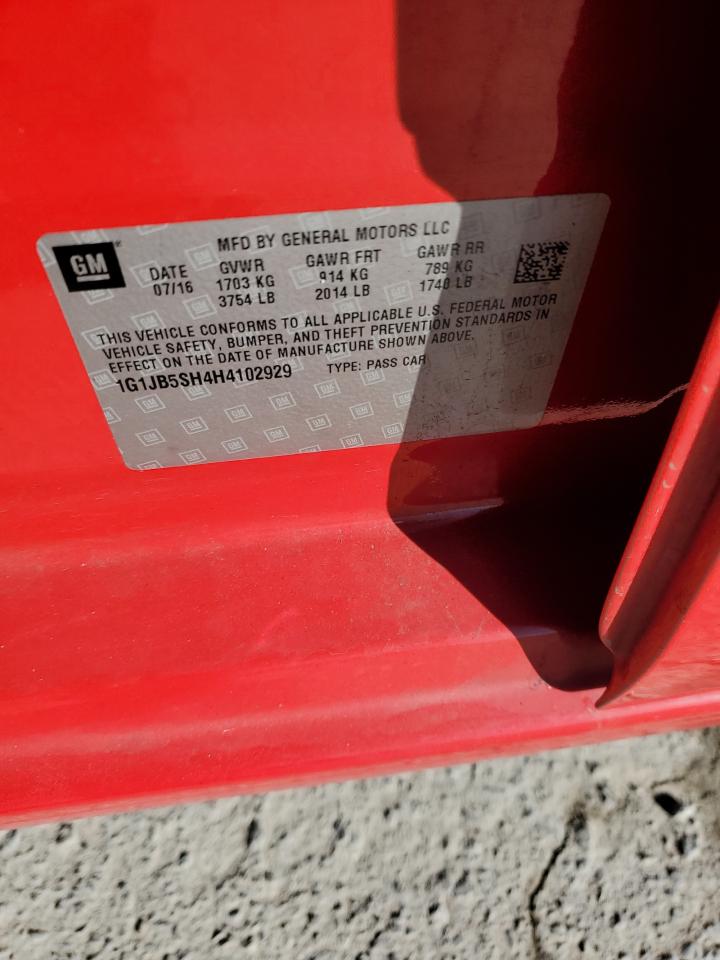 GM
MFD BY GENERAL MOTORS LLC
DATE GVWR GAWR FRT GAWR RR
07/16 1703 KG 914 KG 789 KG
3754 LB 2014 LB 1740 LB
THIS VEHICLE CONFORMS TO ALL APPLICABLE U.S. FEDERAL MOTOR
VEHICLE SAFETY, BUMPER, AND THEFT PREVENTION STANDARDS IN
EFFECT ON THE DATE OF MANUFACTURE SHOWN ABOVE.
1G1JB5SH4H4102929 TYPE: PASS CAR